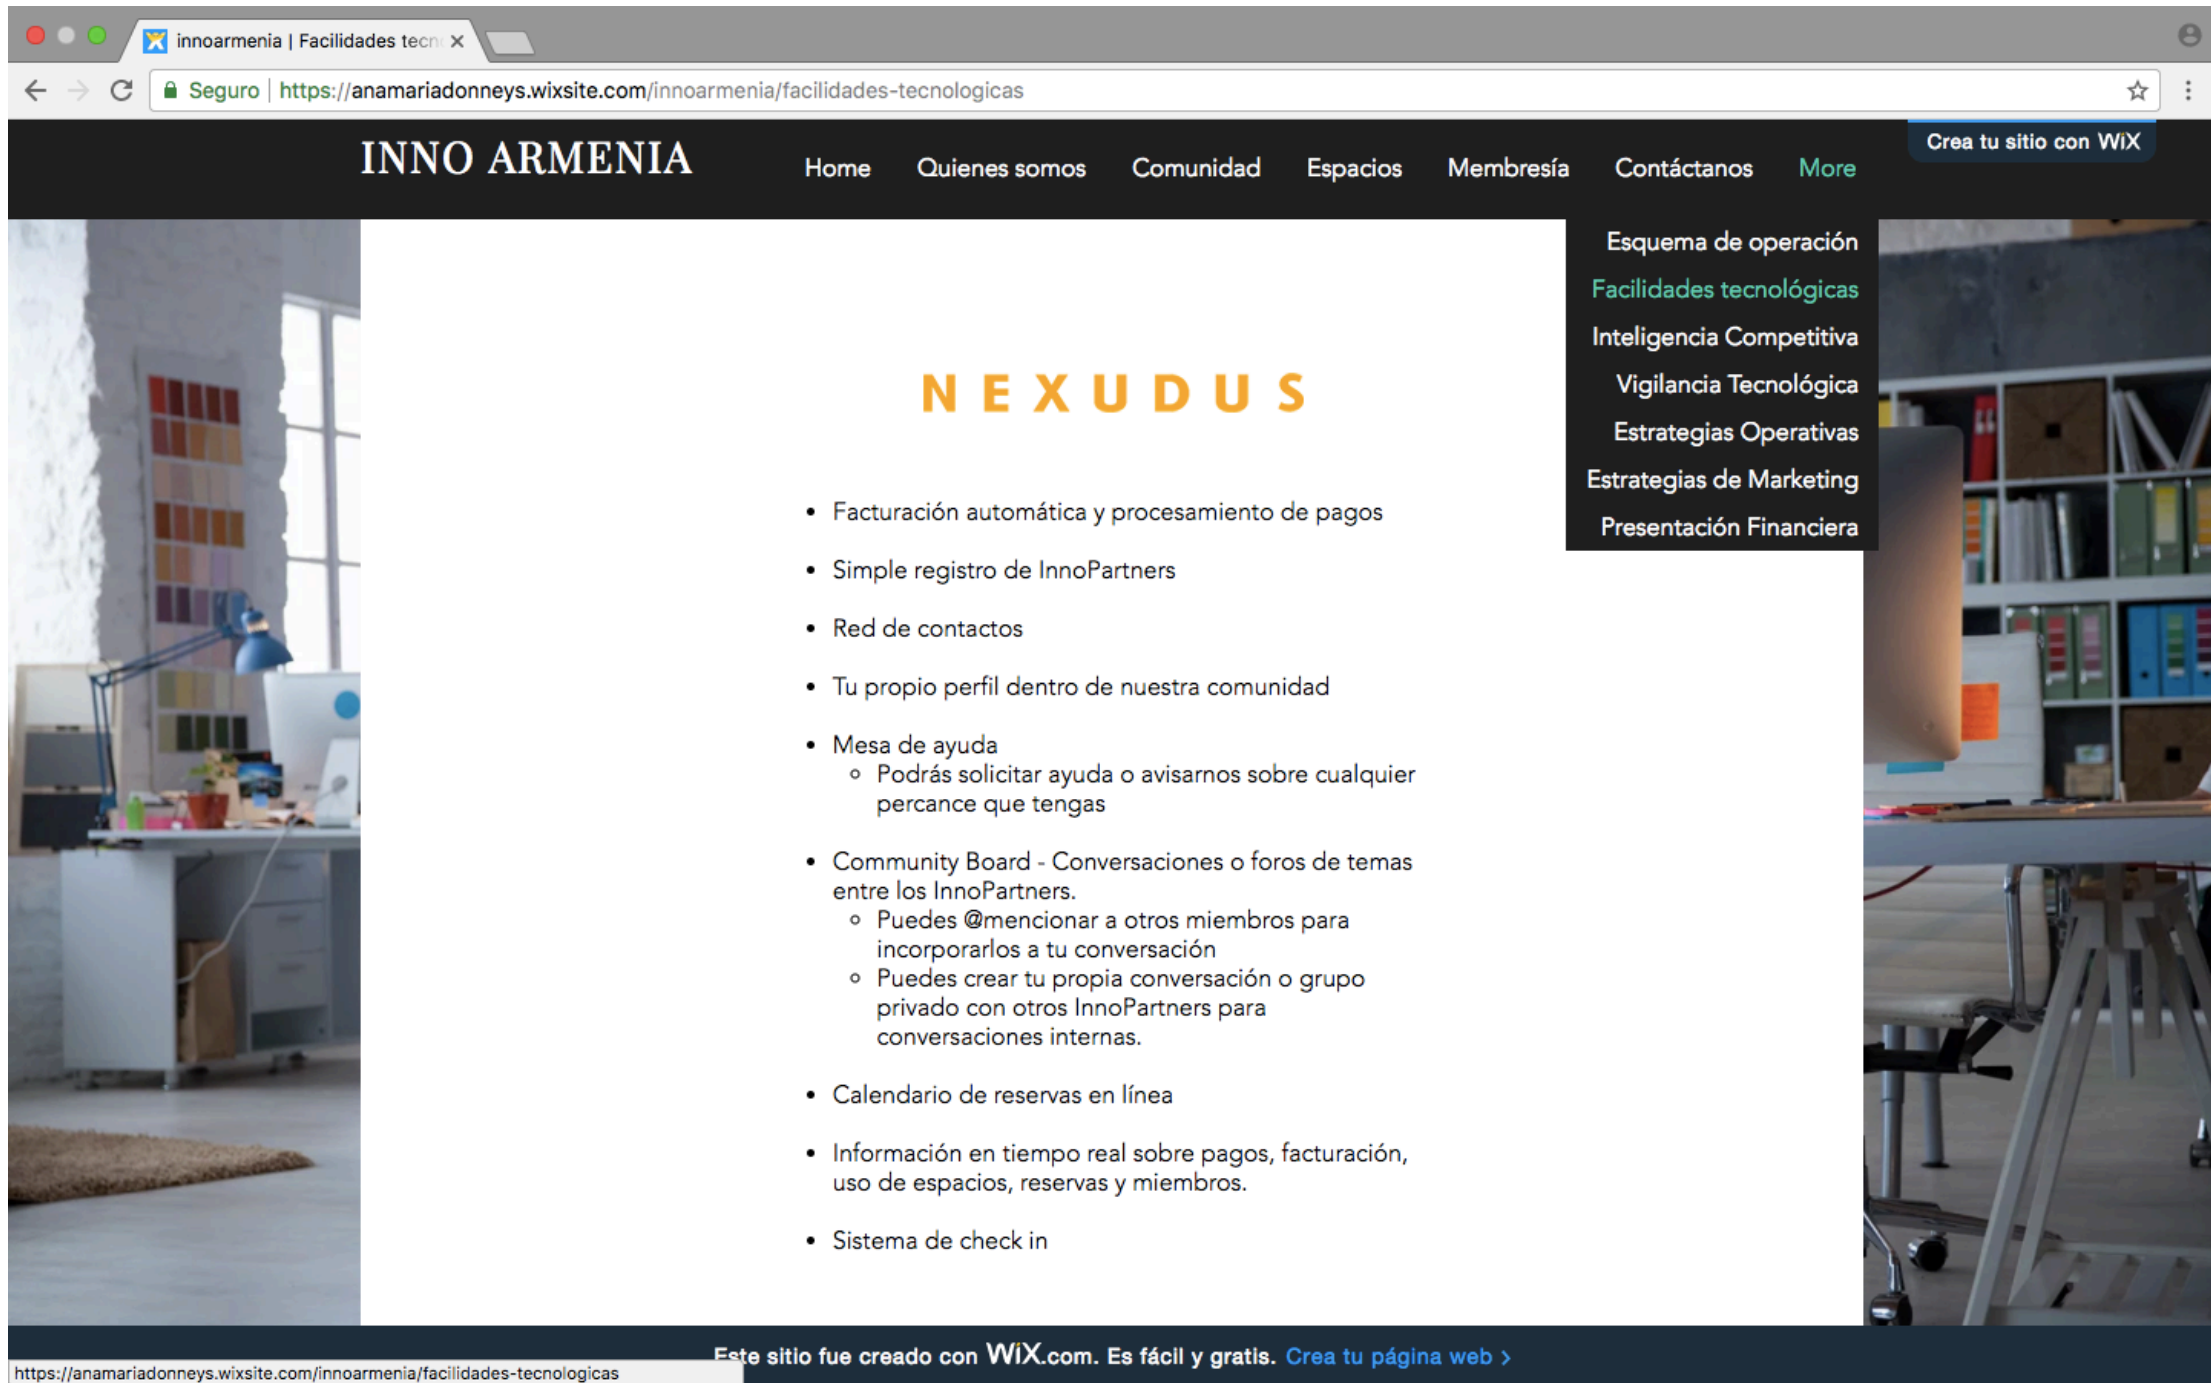 innoarmenia | Facilidades tecn
Seguro | https://anamariadonneys.wixsite.com/innoarmenia/facilidades-tecnologicas
INNO ARMENIA
Home Quienes somos Comunidad Espacios Membresía Contáctanos More
Crea tu sitio con WiX
Esquema de operación
Facilidades tecnológicas
Inteligencia Competitiva
Vigilancia Tecnológica
Estrategias Operativas
Estrategias de Marketing
Presentación Financiera
NEXUDUS
• Facturación automática y procesamiento de pagos
• Simple registro de InnoPartners
• Red de contactos
• Tu propio perfil dentro de nuestra comunidad
• Mesa de ayuda
◦ Podrás solicitar ayuda o avisarnos sobre cualquier
percance que tengas
• Community Board - Conversaciones o foros de temas
entre los InnoPartners.
◦ Puedes @mencionar a otros miembros para
incorporarlos a tu conversación
◦ Puedes crear tu propia conversación o grupo
privado con otros InnoPartners para
conversaciones internas.
• Calendario de reservas en línea
• Información en tiempo real sobre pagos, facturación,
uso de espacios, reservas y miembros.
• Sistema de check in
Este sitio fue creado con WiX.com. Es fácil y gratis. Crea tu página web >
https://anamariadonneys.wixsite.com/innoarmenia/facilidades-tecnologicas